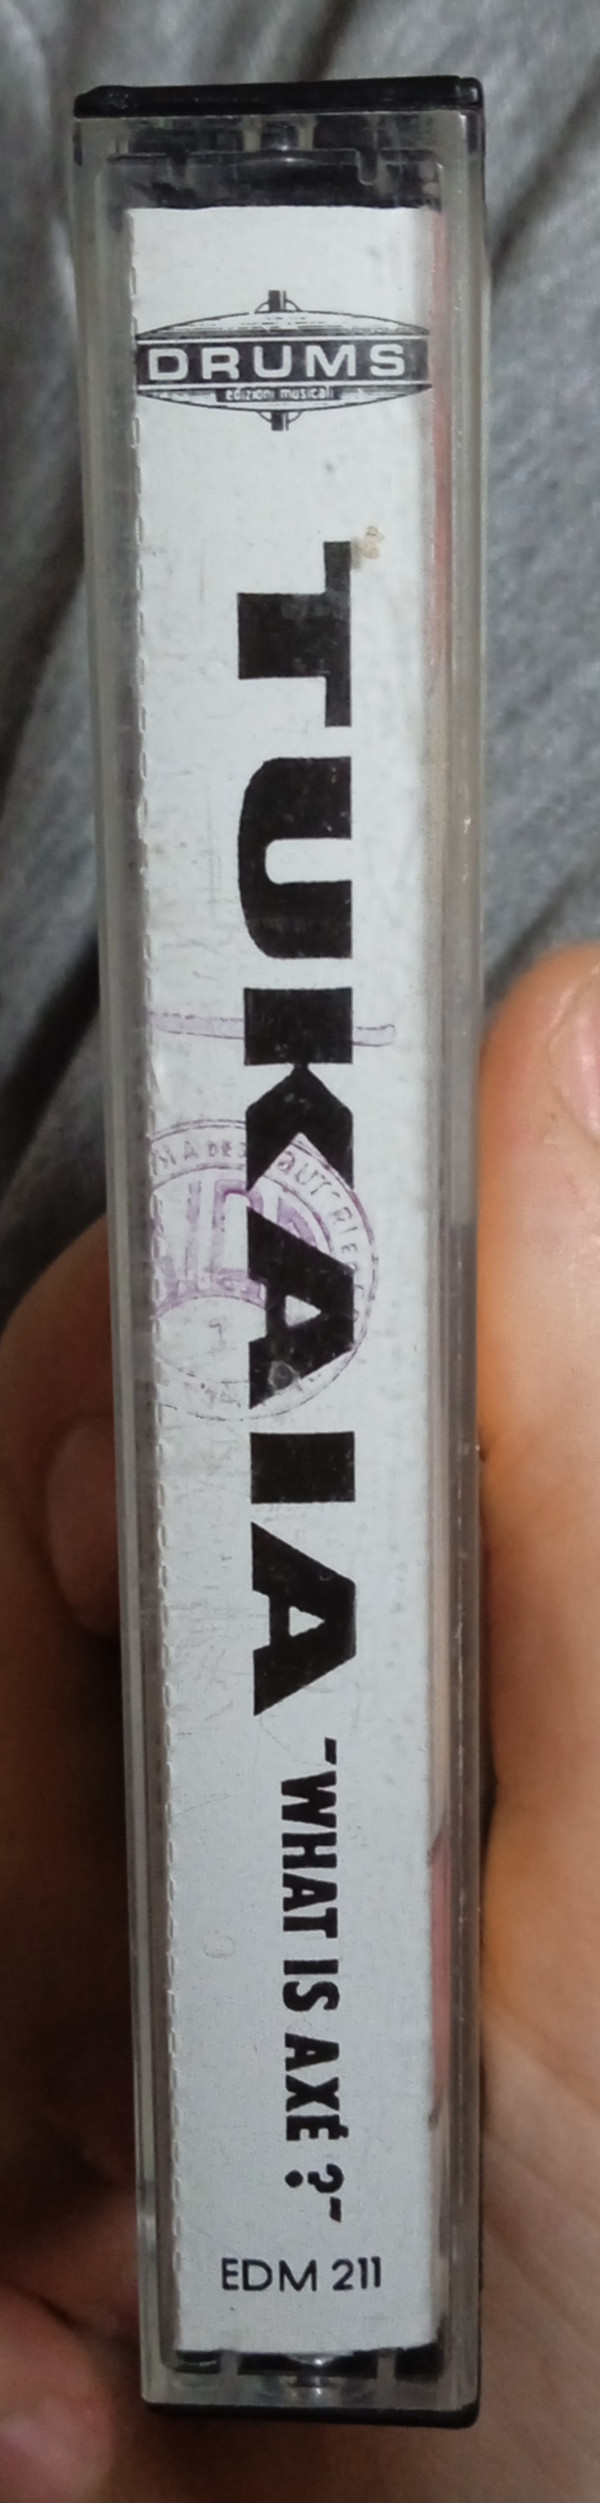 DRUMS
edizioni musicali
TUKAIA
"WHAT IS AXÉ ?"
EDM 211